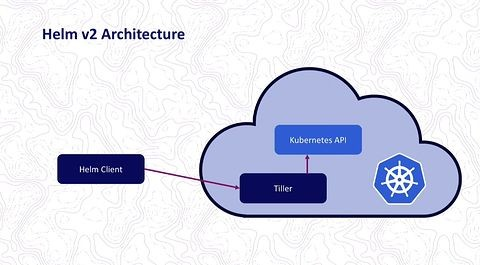 Helm v2 Architecture
Kubernetes API
Helm Client
Tiller